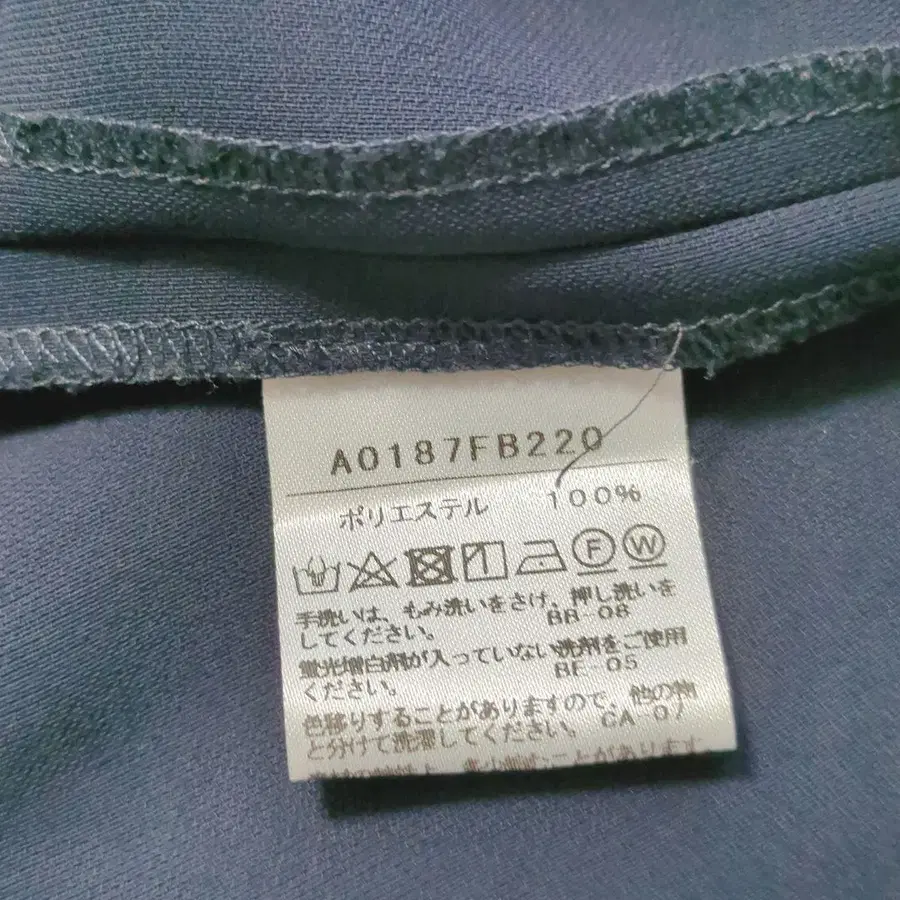 A0187FB220
ポリエステル 100%
F W
手洗いは、もみ洗いをさけ、押し洗いを
してください。 BB-08
蛍光増白剤が入っていない洗剤をご使用
ください。 BE-05
色移りすることがありますので、他の物
と分けて洗濯してください。 CA-07